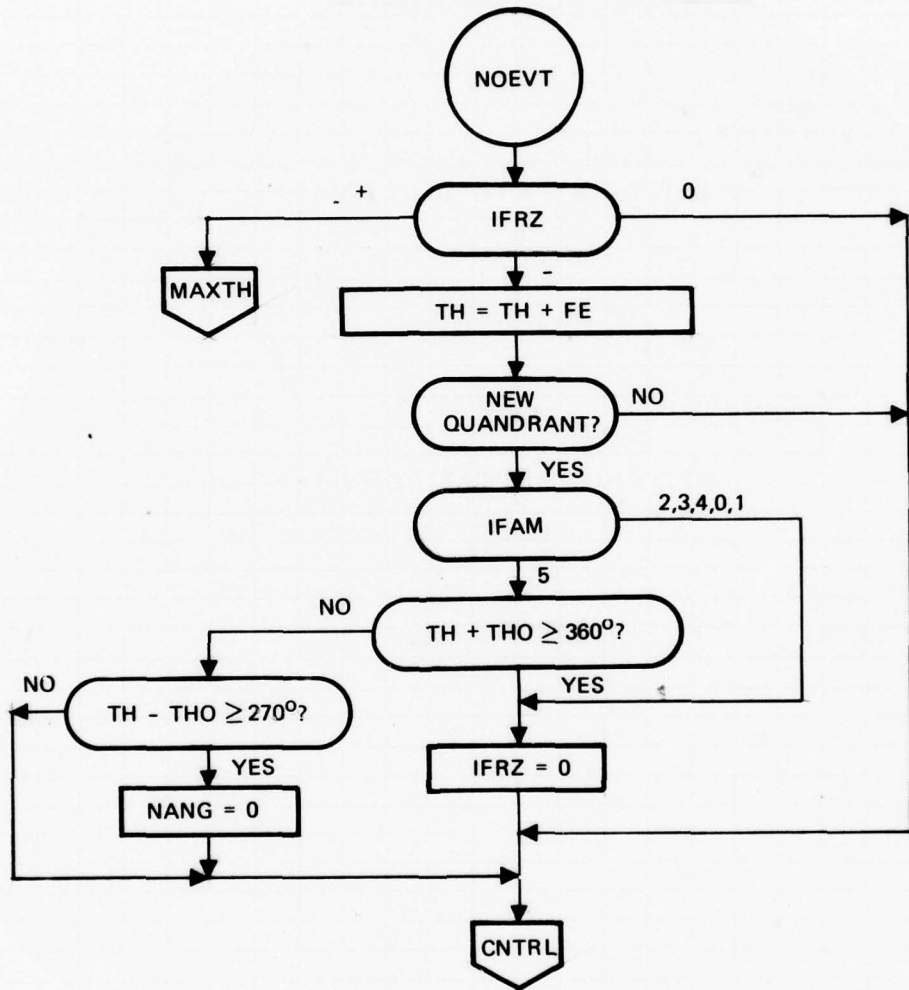 NOEVT
+
0
IFRZ
-
MAXTH
TH = TH + FE
NEW
QUANDRANT?
NO
YES
IFAM
2,3,4,0,1
5
NO
TH + THO ≥ 360°?
NO
YES
TH - THO ≥ 270°?
YES
IFRZ = 0
NANG = 0
CNTRL